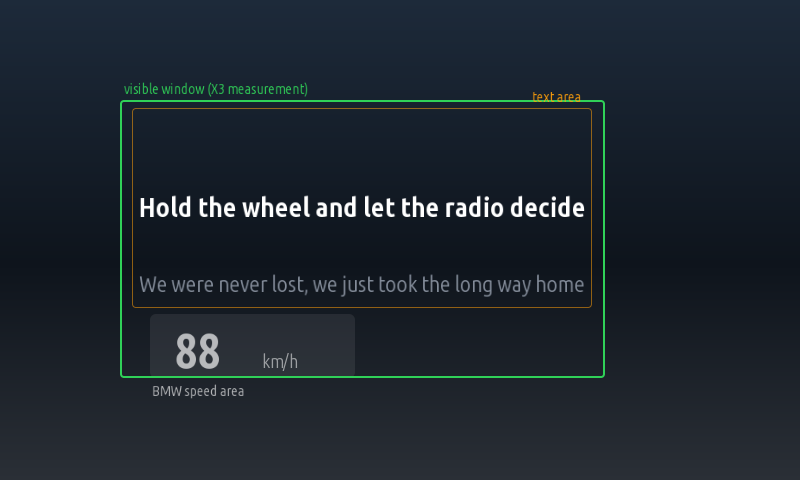 visible window (X3 measurement)
text area
Hold the wheel and let the radio decide
We were never lost, we just took the long way home
88 km/h
BMW speed area